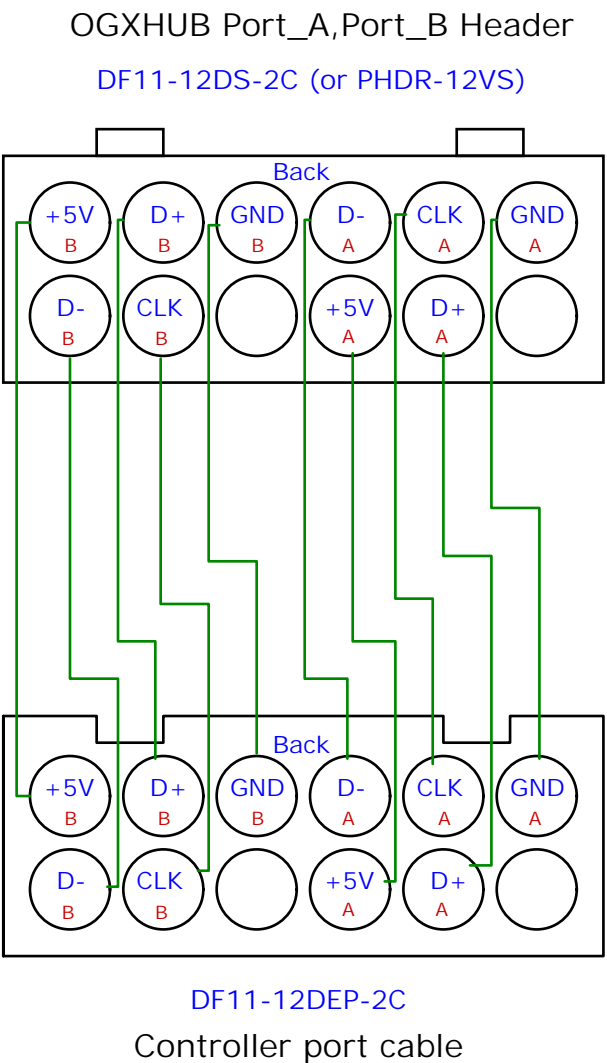 OGXHUB Port_A,Port_B Header
DF11-12DS-2C (or PHDR-12VS)
Back
+5V D+ GND D- CLK GND
B B B A A A
D- CLK +5V D+
B B A A
Back
+5V D+ GND D- CLK GND
B B B A A A
D- CLK +5V D+
B B A A
DF11-12DEP-2C
Controller port cable